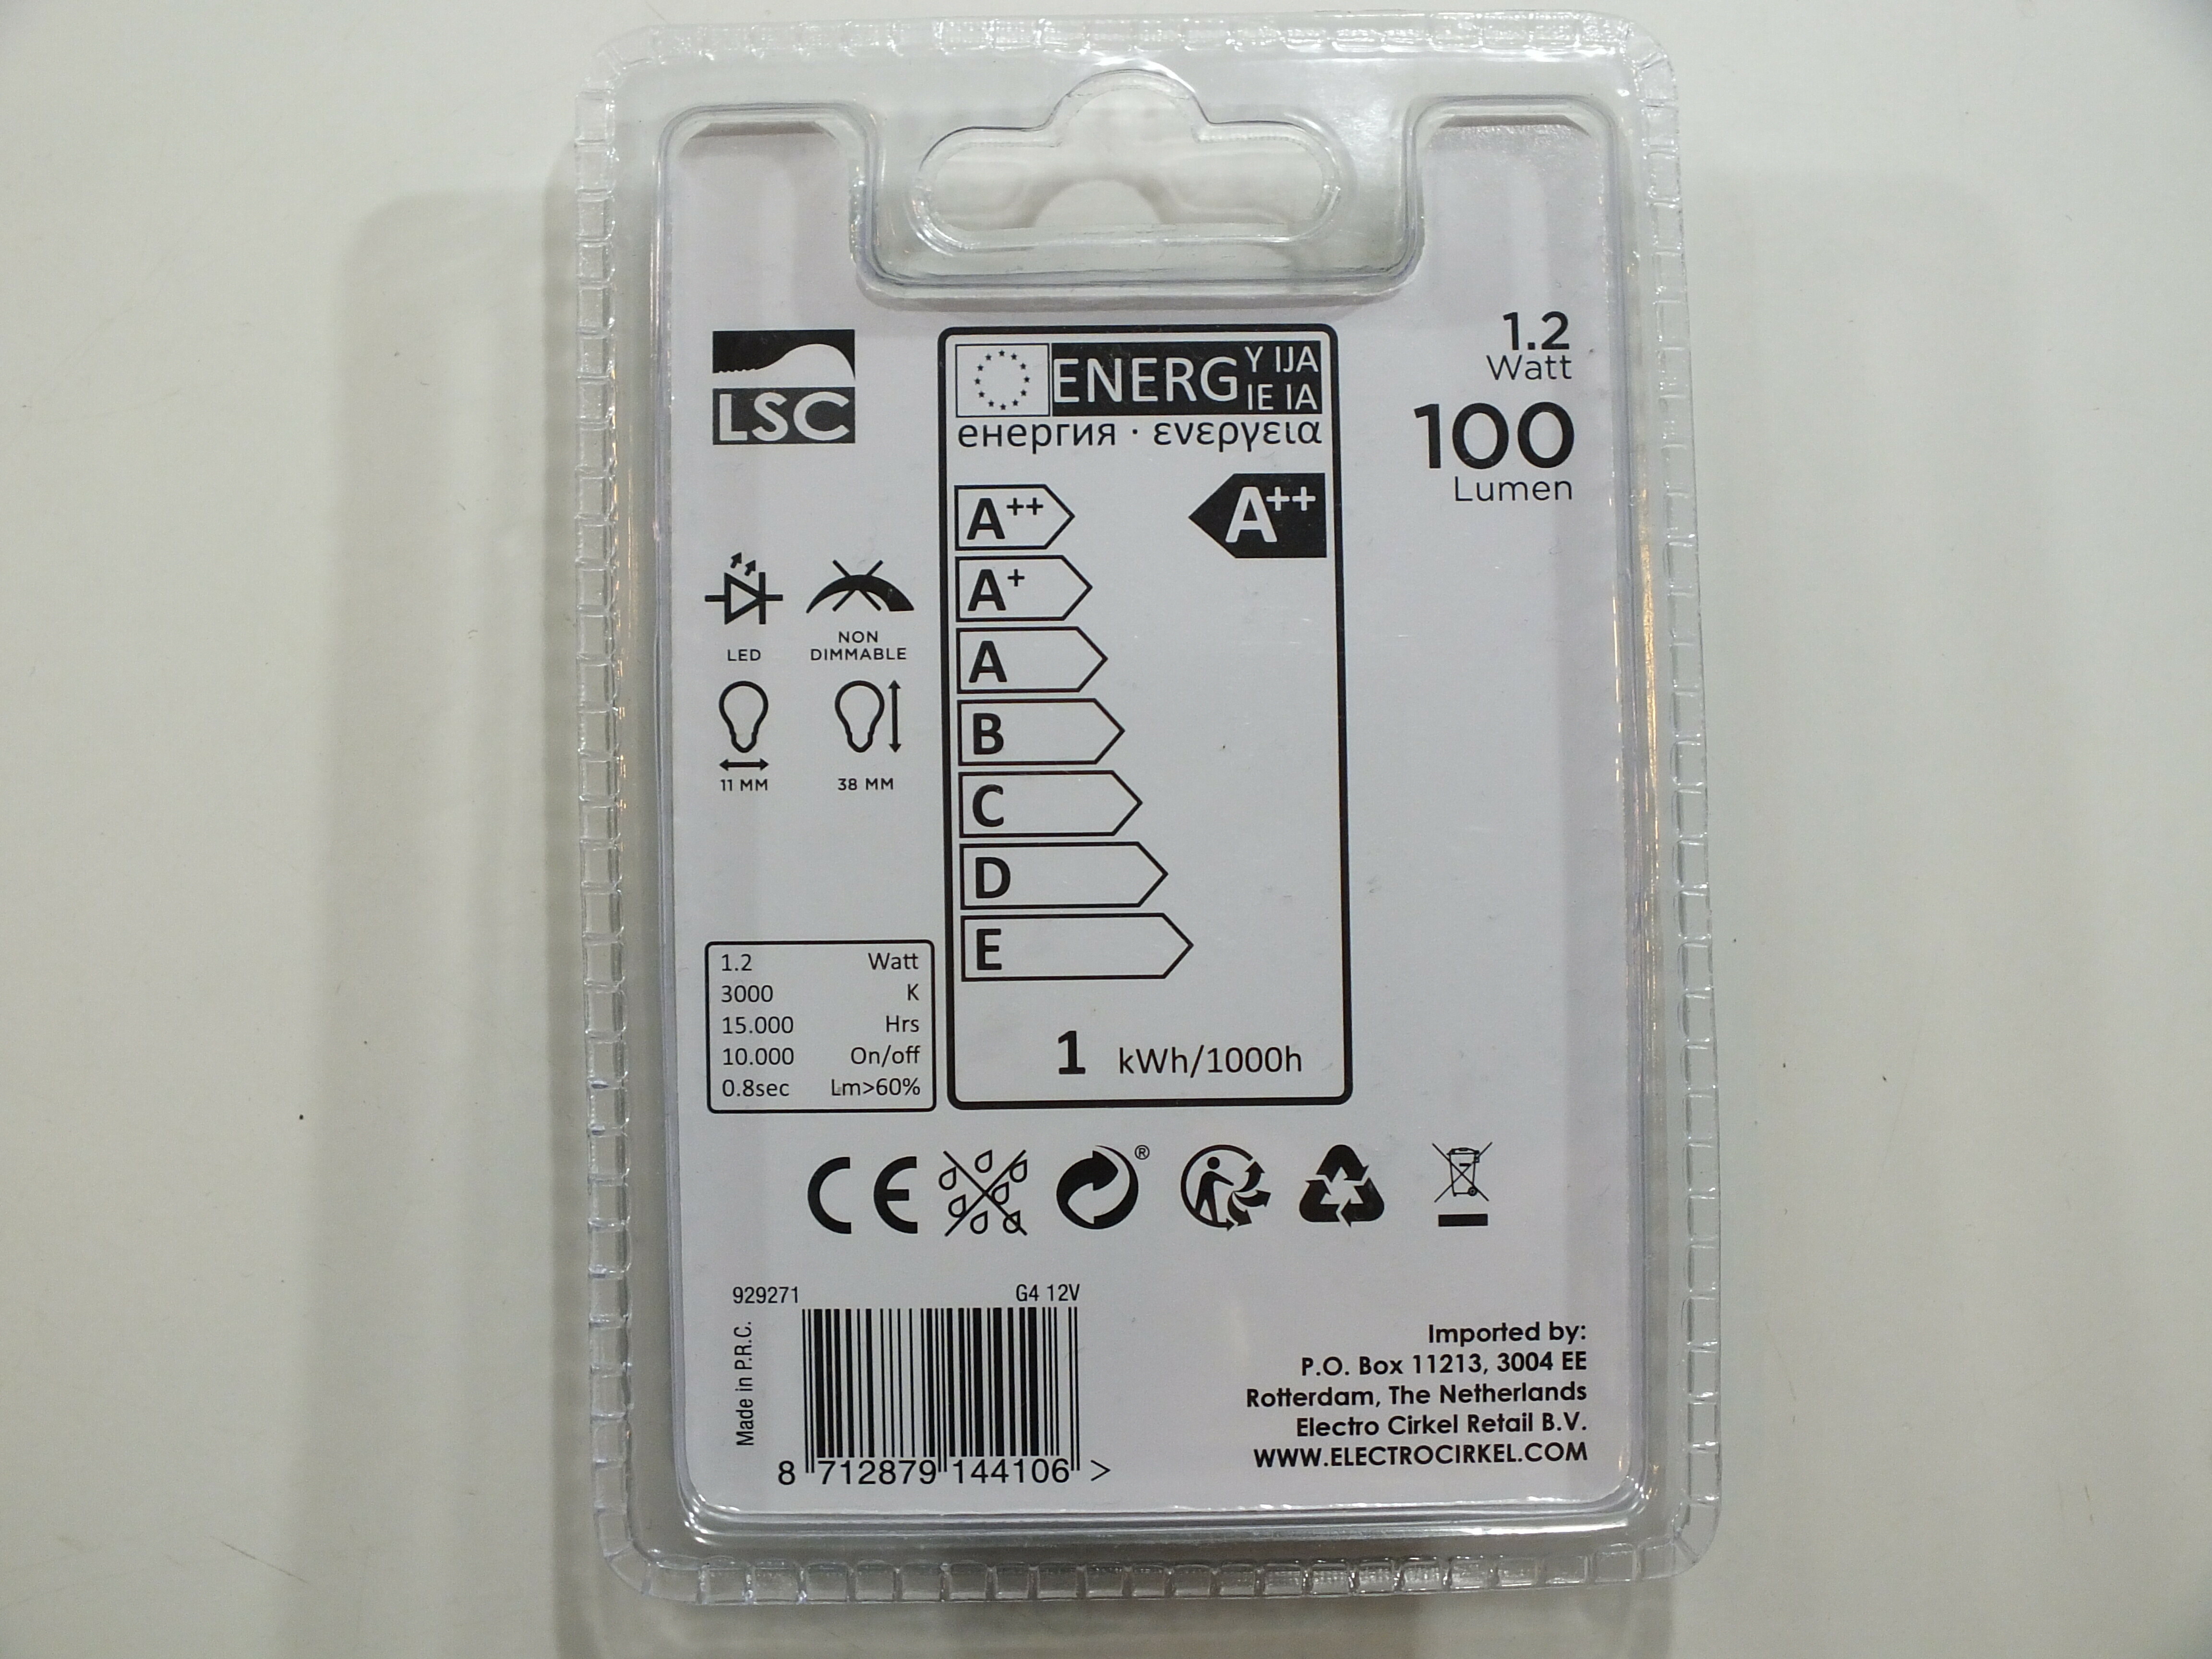 LSC
ENERG Y IJA
IE IA
енергия · ενεργεια
1.2
Watt
100
Lumen
A++
A++
A+
A
B
C
D
E
1 kWh/1000h
LED
NON
DIMMABLE
11 MM
38 MM
1.2 Watt
3000 K
15.000 Hrs
10.000 On/off
0.8sec Lm>60%
CE
®
929271
G4 12V
Made in P.R.C.
8 712879 144106 >
Imported by:
P.O. Box 11213, 3004 EE
Rotterdam, The Netherlands
Electro Cirkel Retail B.V.
WWW.ELECTROCIRKEL.COM